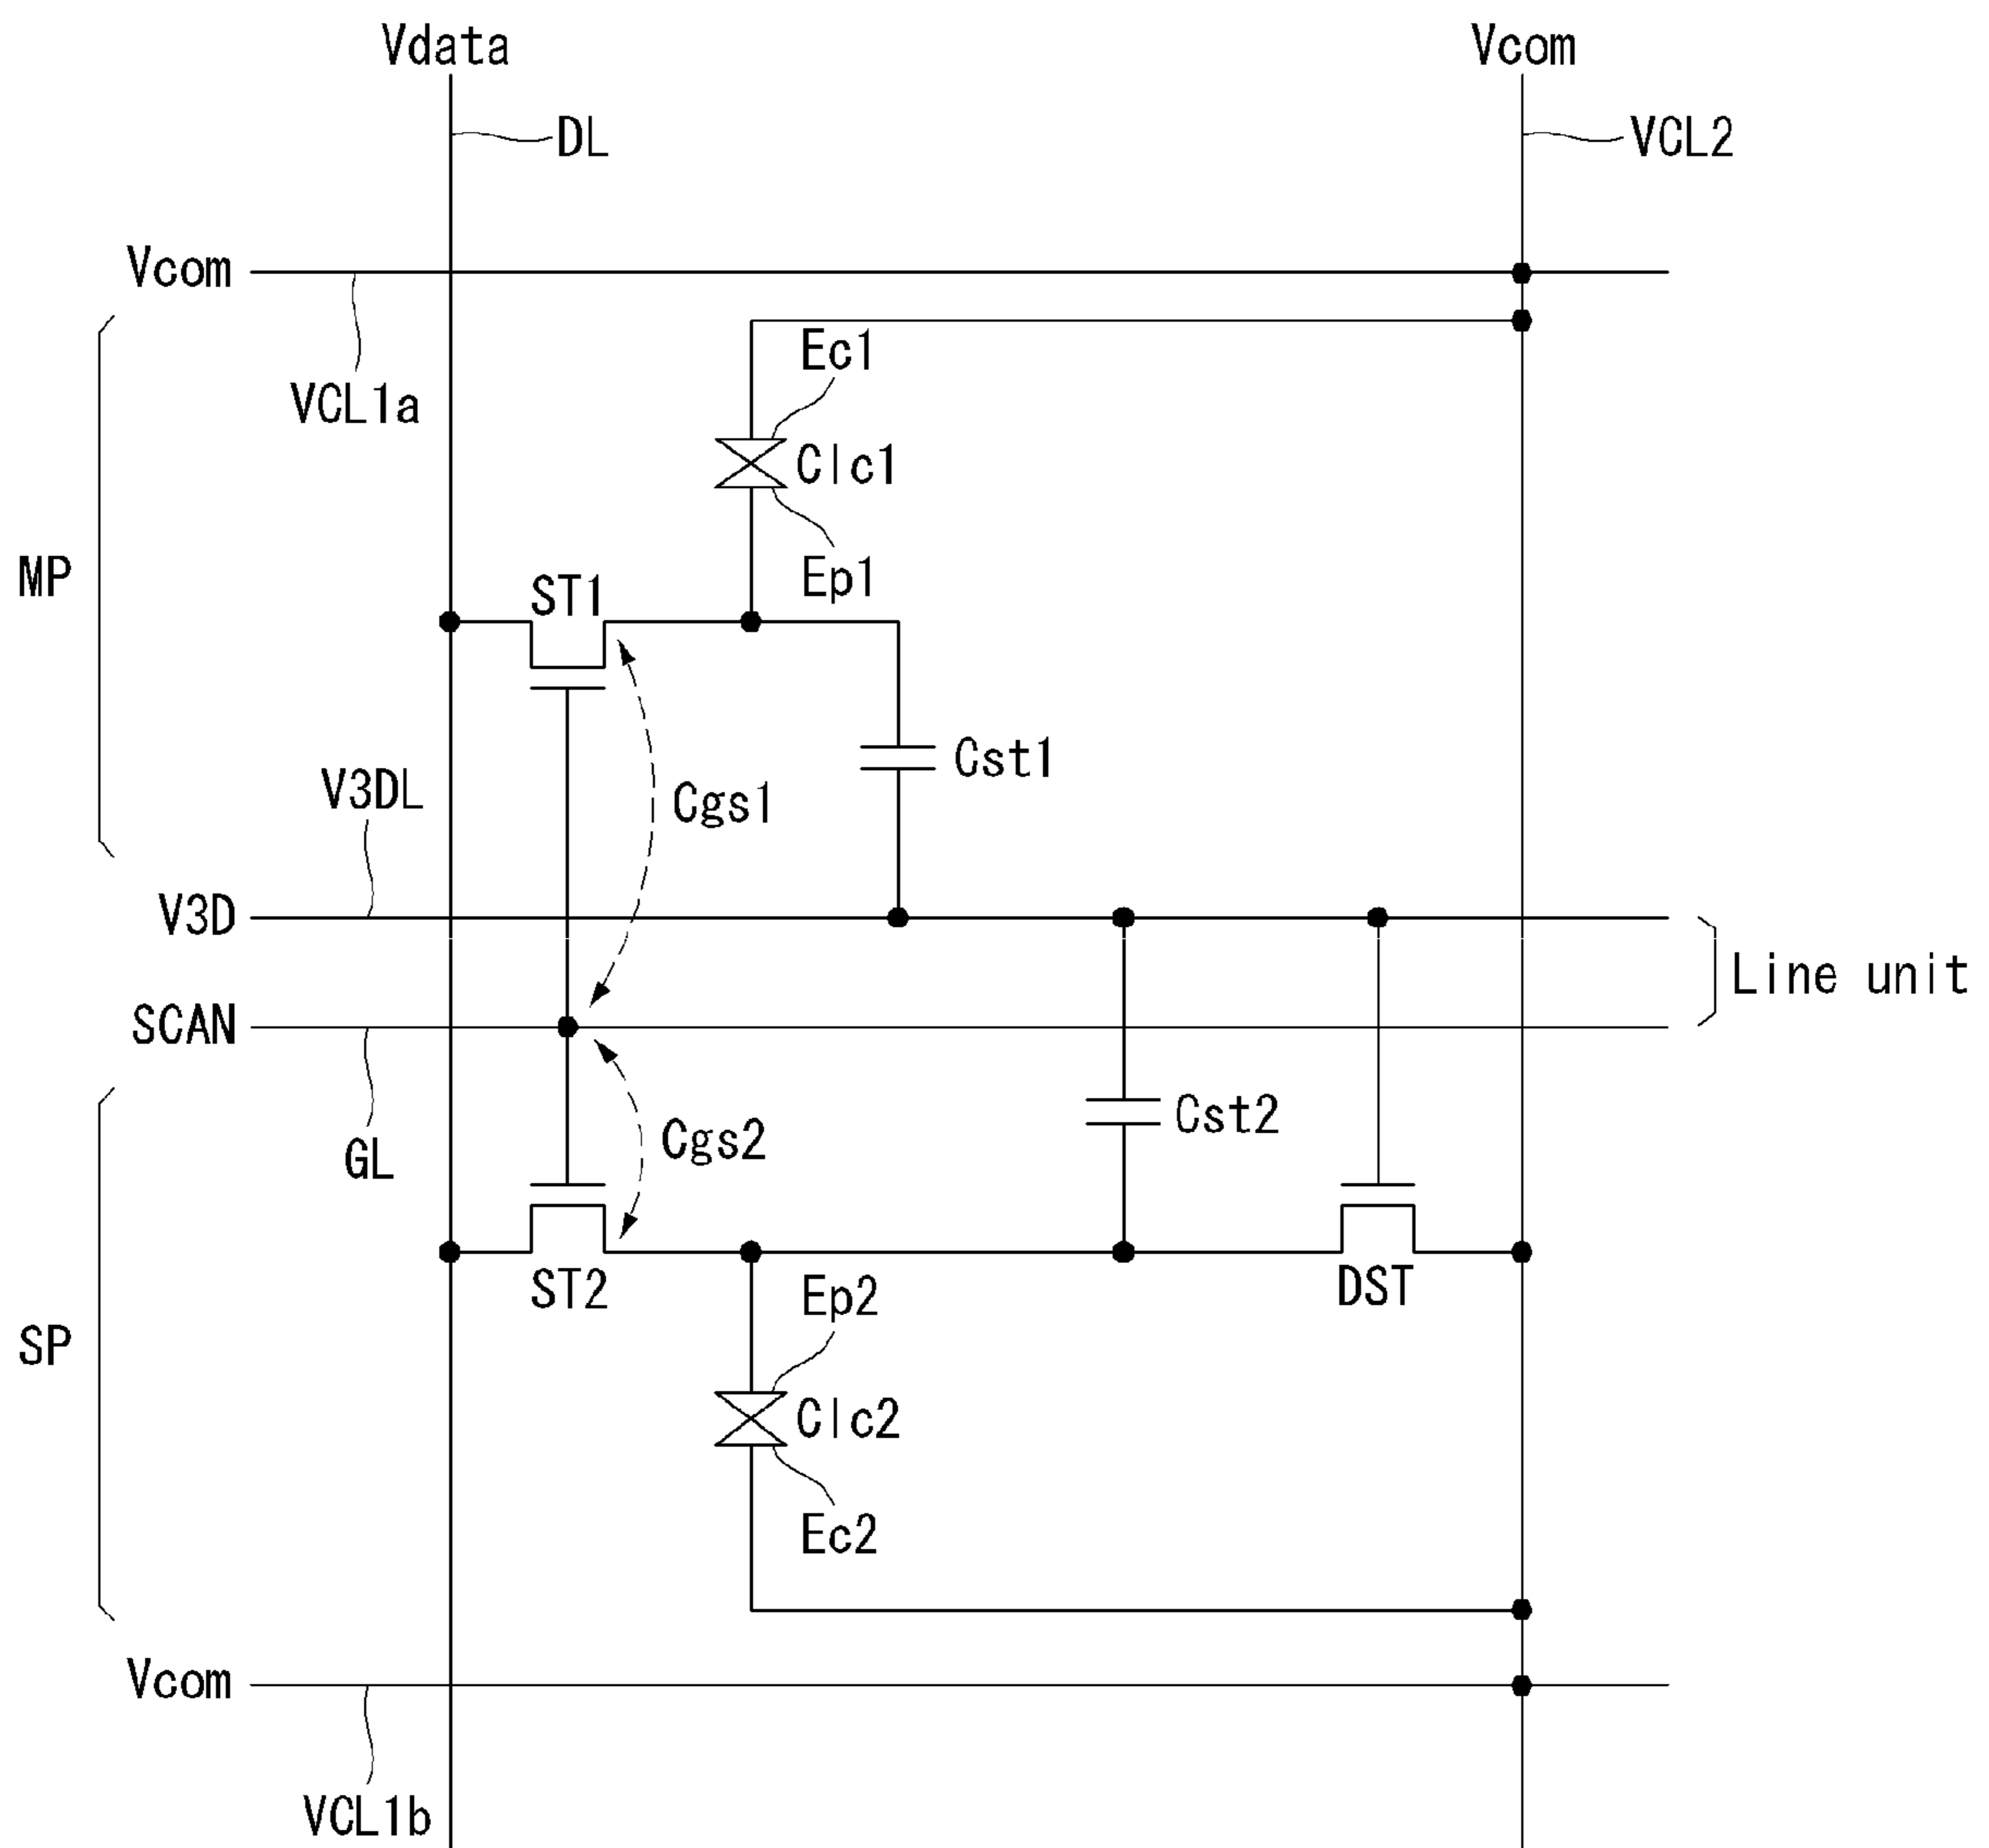 Vdata
Vcom
DL
VCL2
Vcom
Ec1
VCL1a
Clc1
MP
ST1
Ep1
Cst1
V3DL
Cgs1
V3D
Line unit
SCAN
Cst2
GL
Cgs2
ST2
Ep2
DST
SP
Clc2
Ec2
Vcom
VCL1b